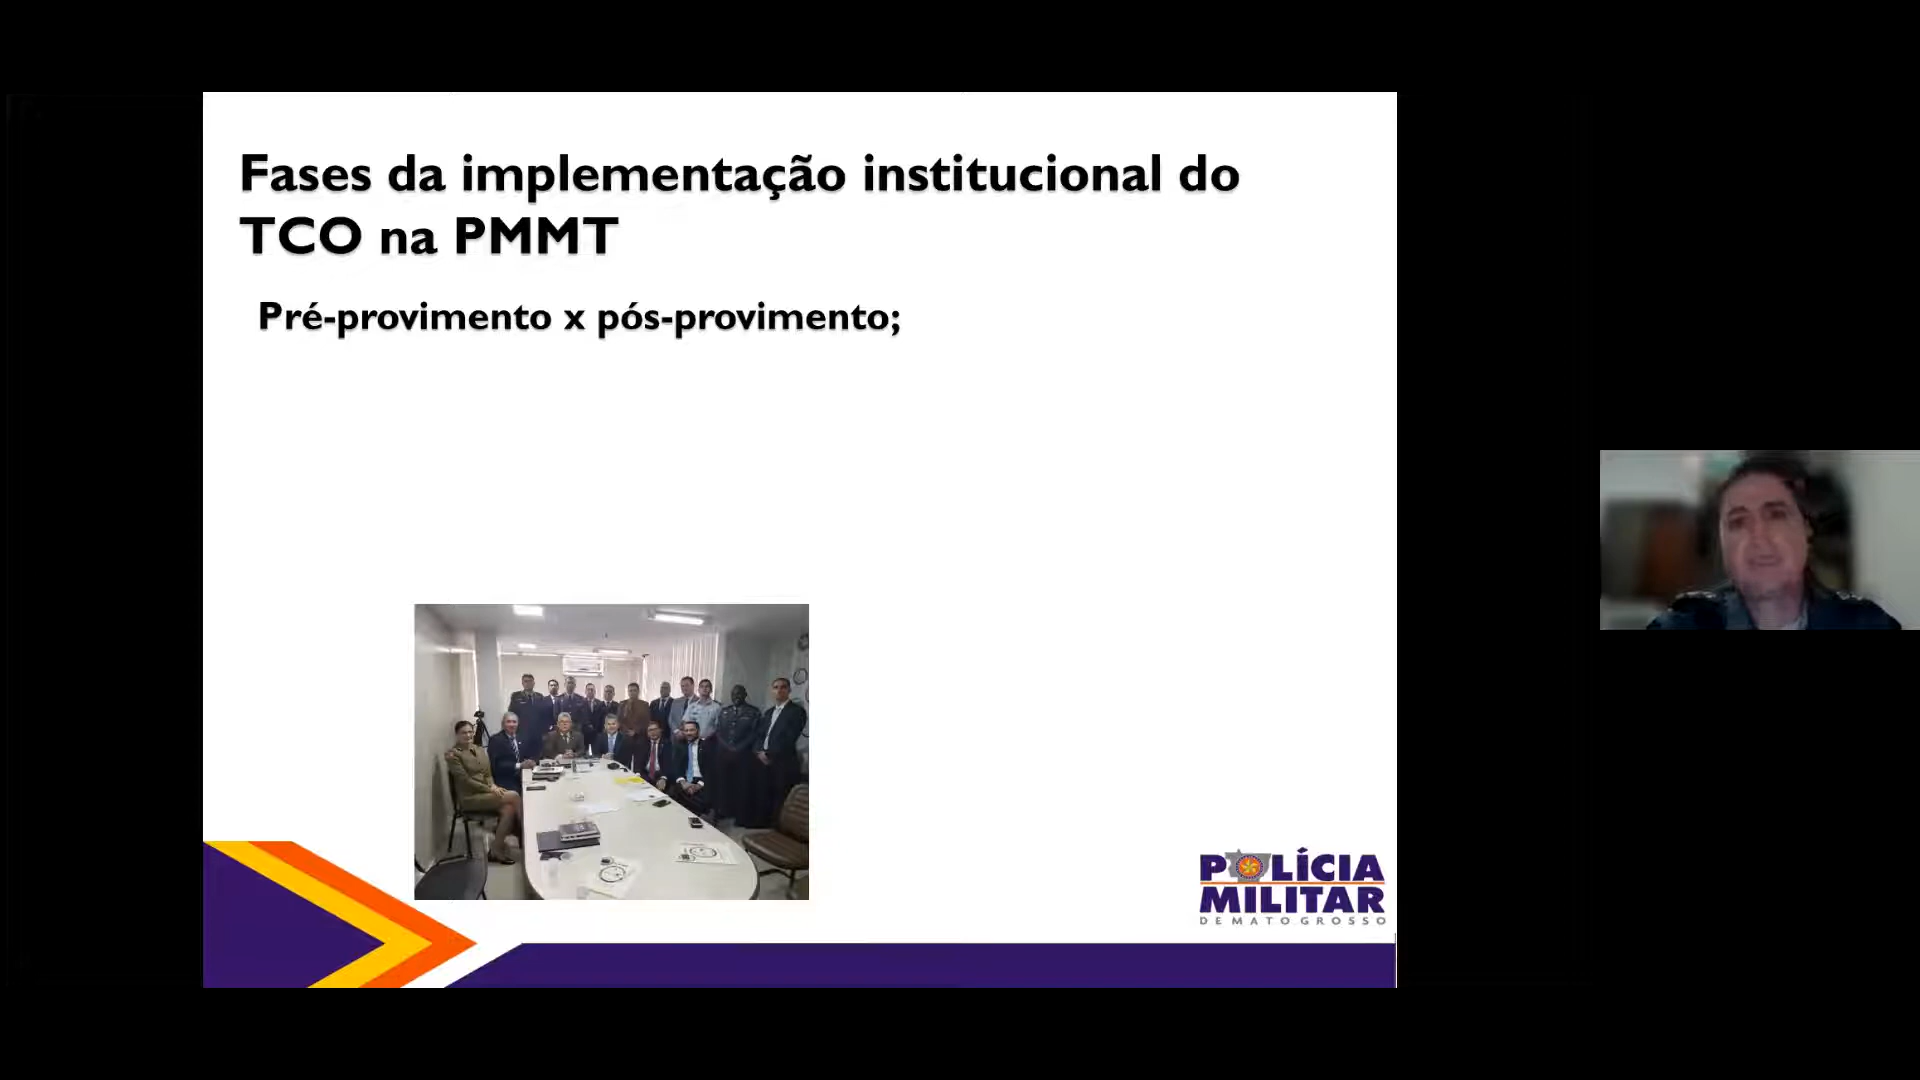 Fases da implementação institucional do
TCO na PMMT
Pré-provimento x pós-provimento;
POLÍCIA
MILITAR
DE MATO GROSSO